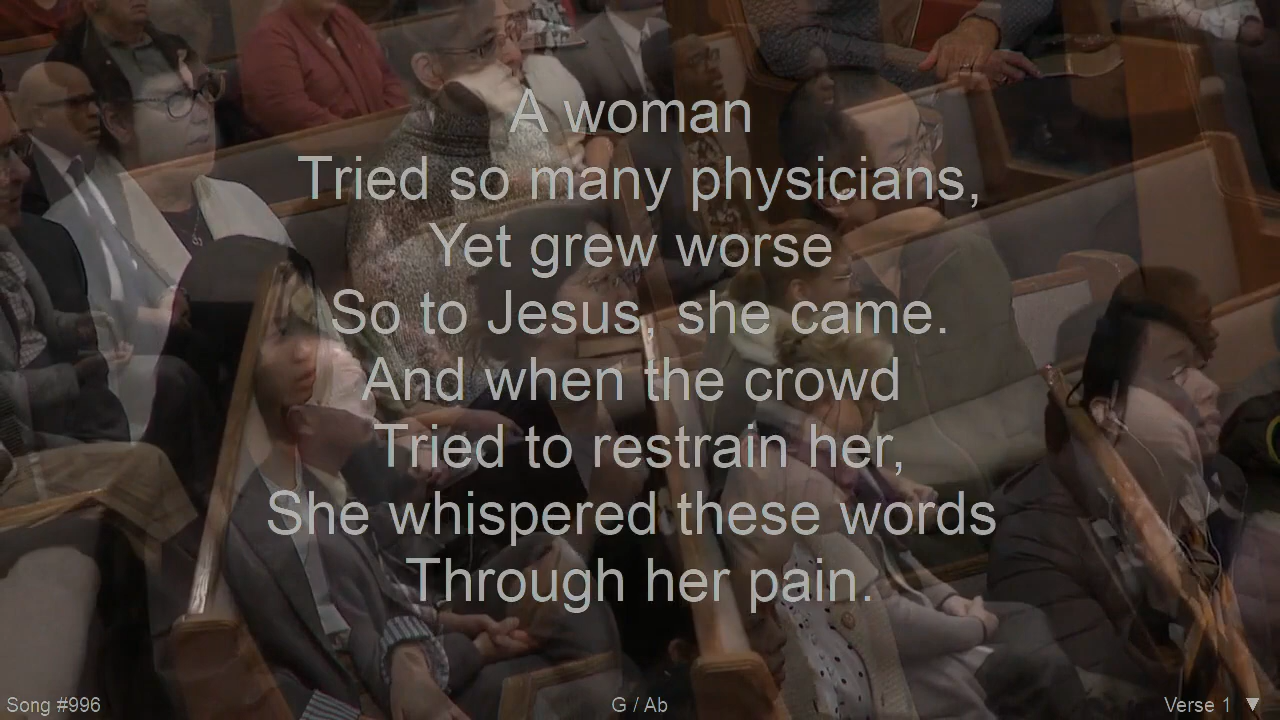 A woman
Tried so many physicians,
Yet grew worse
So to Jesus, she came.
And when the crowd
Tried to restrain her,
She whispered these words
Through her pain.
Song #996
G / Ab
Verse 1 ▼